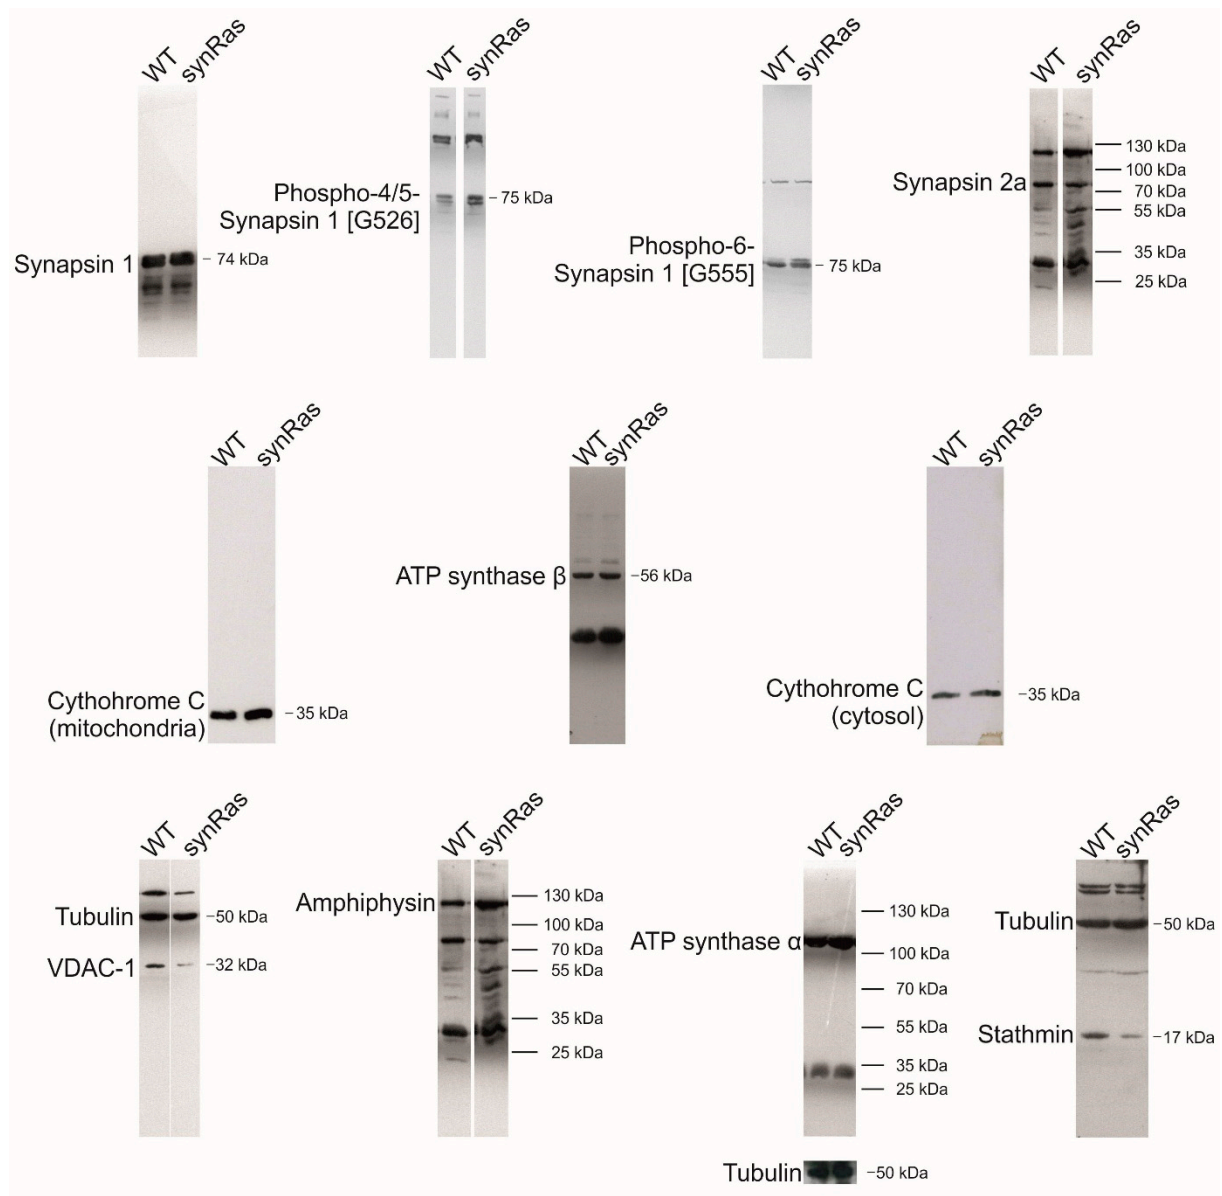 WT synRas
WT synRas
WT synRas
WT synRas
Synapsin 1
74 kDa
Phospho-4/5-
Synapsin 1 [G526]
75 kDa
Phospho-6-
Synapsin 1 [G555]
75 kDa
Synapsin 2a
130 kDa
100 kDa
70 kDa
55 kDa
35 kDa
25 kDa
WT synRas
WT synRas
WT synRas
Cythohrome C
(mitochondria)
35 kDa
ATP synthase β
56 kDa
Cythohrome C
(cytosol)
35 kDa
WT synRas
WT synRas
WT synRas
WT synRas
Tubulin
50 kDa
VDAC-1
32 kDa
Amphiphysin
130 kDa
100 kDa
70 kDa
55 kDa
35 kDa
25 kDa
ATP synthase α
130 kDa
100 kDa
70 kDa
55 kDa
35 kDa
25 kDa
Tubulin
50 kDa
Tubulin
50 kDa
Stathmin
17 kDa